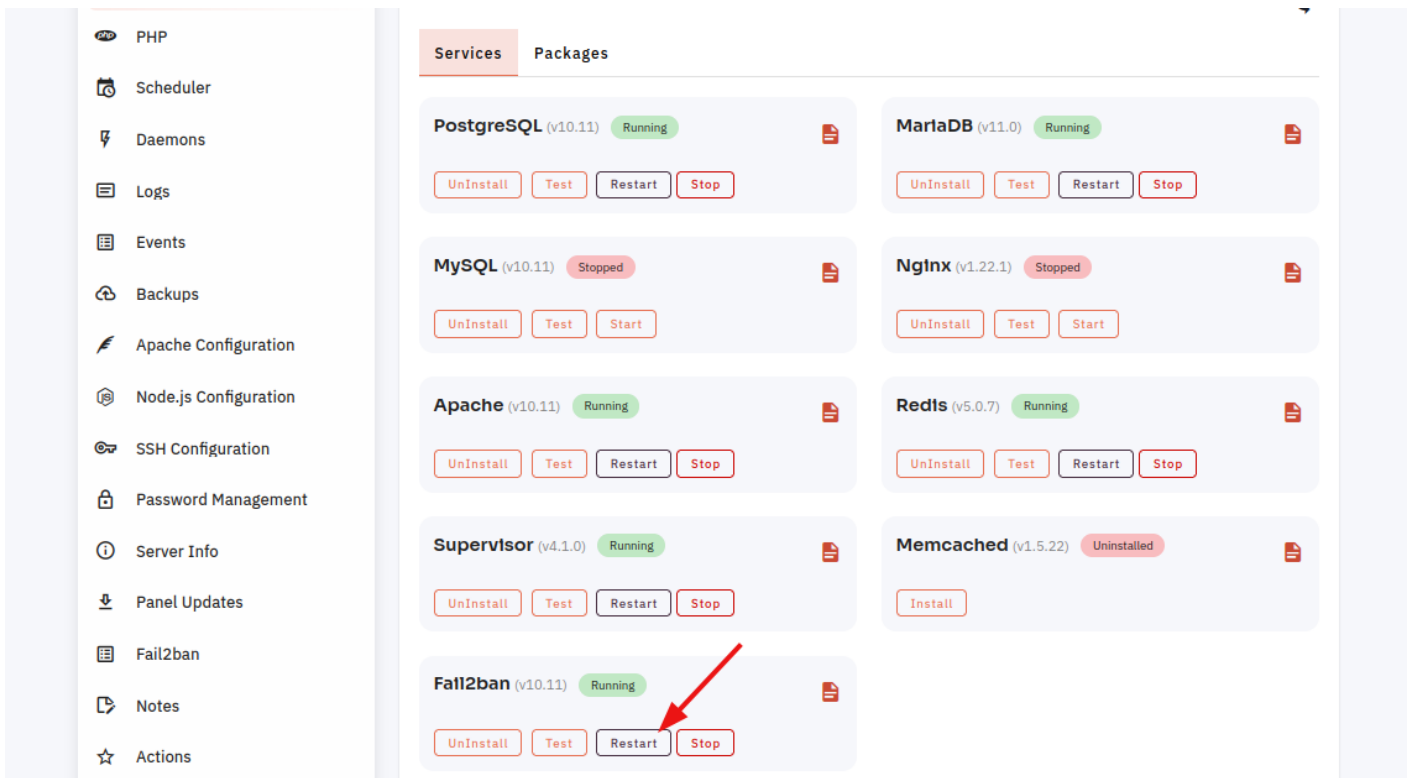 PHP
Scheduler
Daemons
Logs
Events
Backups
Apache Configuration
Node.js Configuration
SSH Configuration
Password Management
Server Info
Panel Updates
Fail2ban
Notes
Actions
Services Packages
PostgreSQL (v10.11) Running
UnInstall Test Restart Stop
MariaDB (v11.0) Running
UnInstall Test Restart Stop
MySQL (v10.11) Stopped
UnInstall Test Start
Nginx (v1.22.1) Stopped
UnInstall Test Start
Apache (v10.11) Running
UnInstall Test Restart Stop
Redis (v5.0.7) Running
UnInstall Test Restart Stop
Supervisor (v4.1.0) Running
UnInstall Test Restart Stop
Memcached (v1.5.22) Uninstalled
Install
Fail2ban (v10.11) Running
UnInstall Test Restart Stop